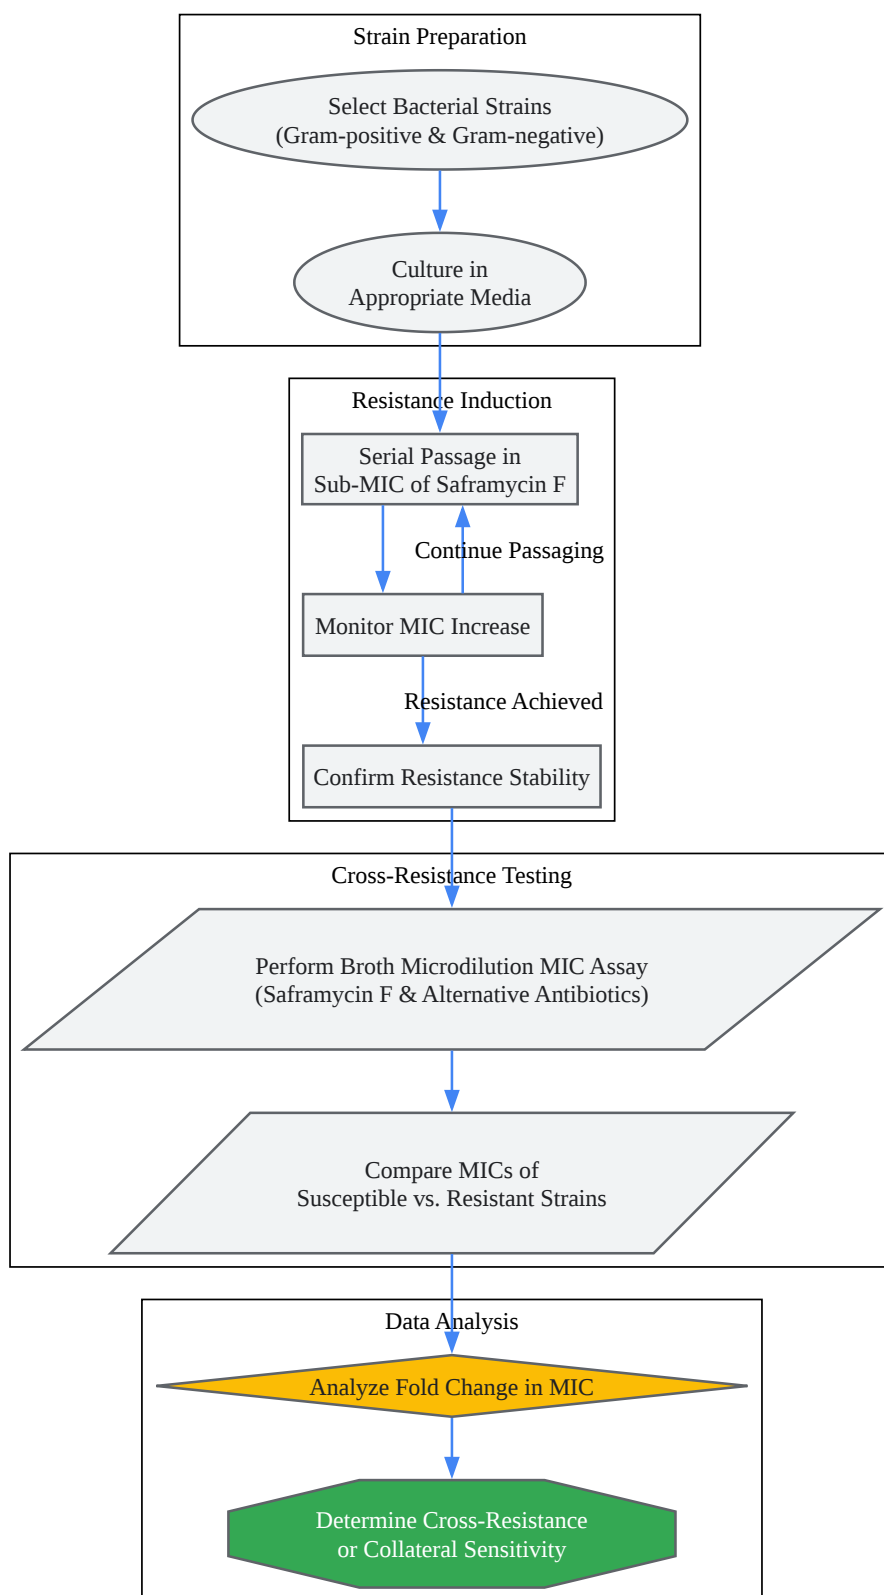 Strain Preparation
Select Bacterial Strains
(Gram-positive & Gram-negative)
Culture in
Appropriate Media
Resistance Induction
Serial Passage in
Sub-MIC of Saframycin F
Continue Passaging
Monitor MIC Increase
Resistance Achieved
Confirm Resistance Stability
Cross-Resistance Testing
Perform Broth Microdilution MIC Assay
(Saframycin F & Alternative Antibiotics)
Compare MICs of
Susceptible vs. Resistant Strains
Data Analysis
Analyze Fold Change in MIC
Determine Cross-Resistance
or Collateral Sensitivity